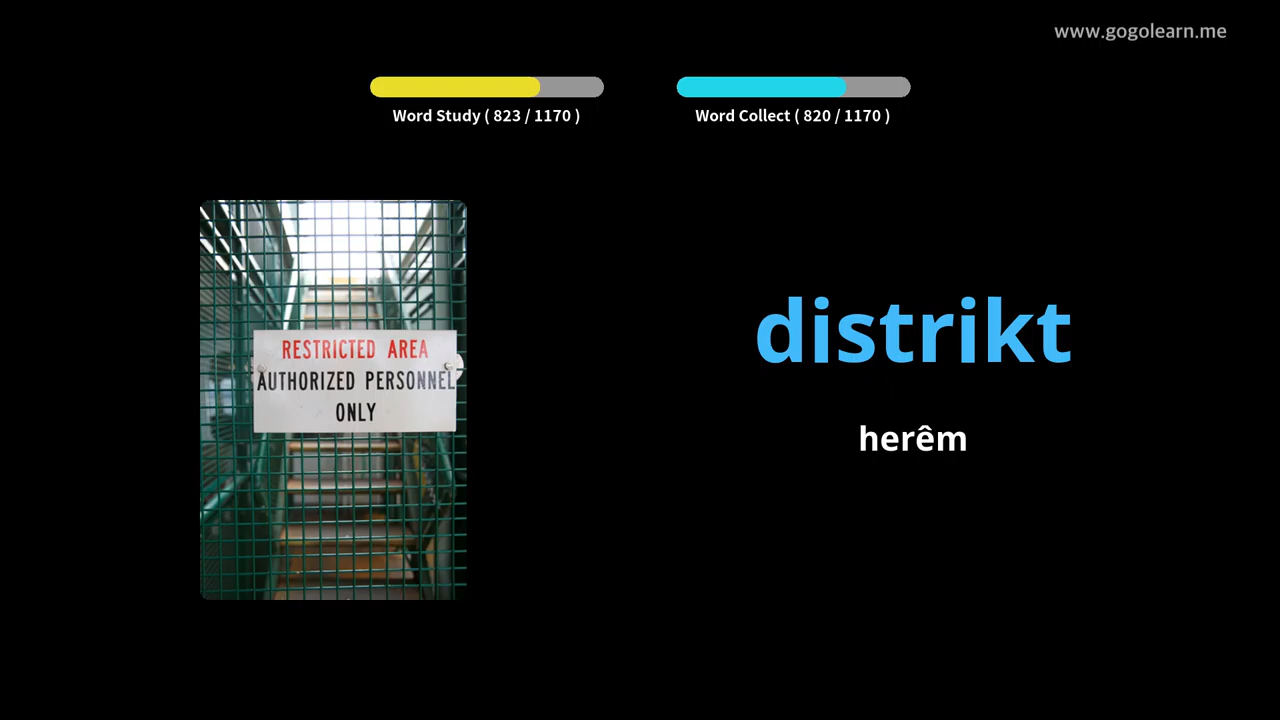 www.gogolearn.me
Word Study ( 823 / 1170 )
Word Collect ( 820 / 1170 )
RESTRICTED AREA
AUTHORIZED PERSONNEL
ONLY
distrikt
herêm